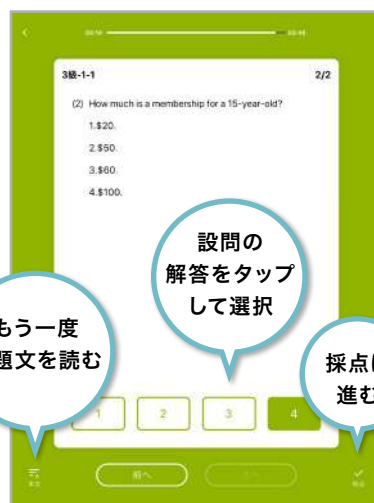 3級-1-1
2/2
(2) How much is a membership for a 15-year-old?
1.$20.
2.$50.
3.$60.
4.$100.
設問の
解答をタップ
して選択
もう一度
題文を読む
採点に
進む
1
2
3
4
前へ